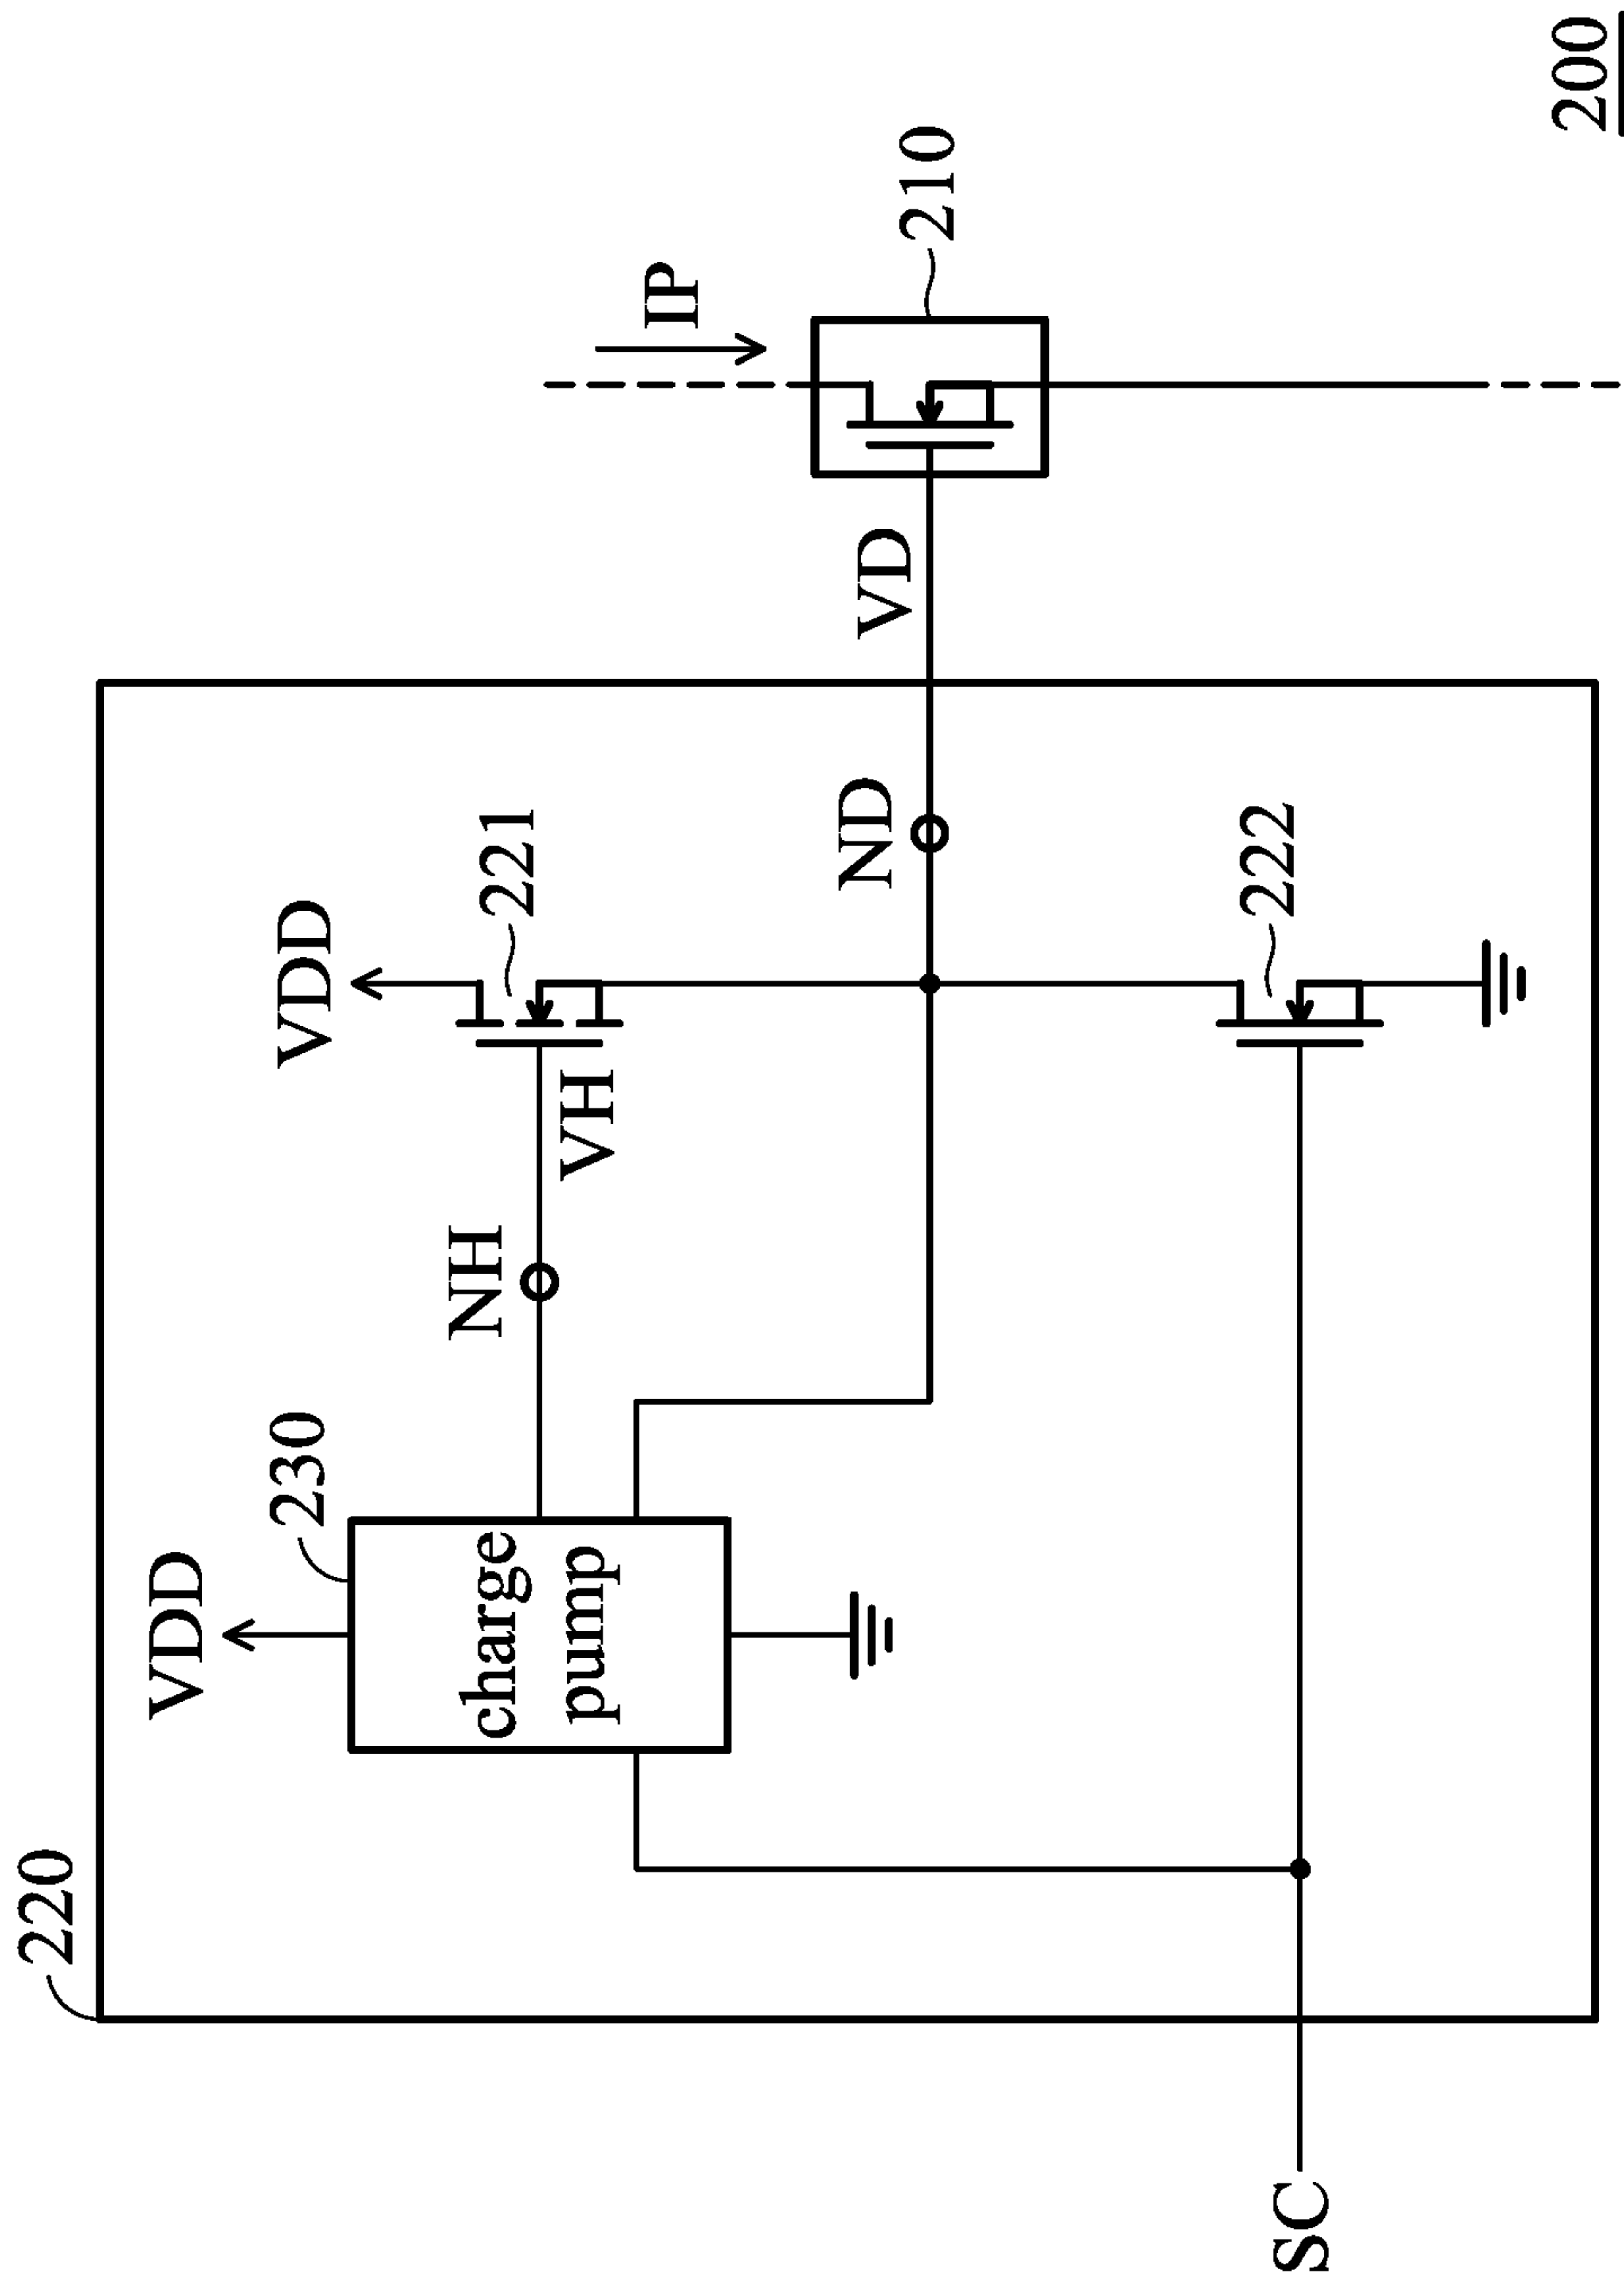 220
VDD
230
charge
pump
NH
VH
VDD
221
ND
VD
222
IP
210
SC
200